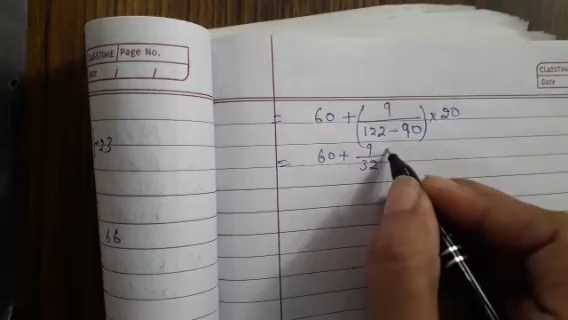 CLASSTIME Page No.
Date / /
23
66
CLASSTIME
Date
= 60 + (9/(122-90)) × 20
= 60 + 9/32